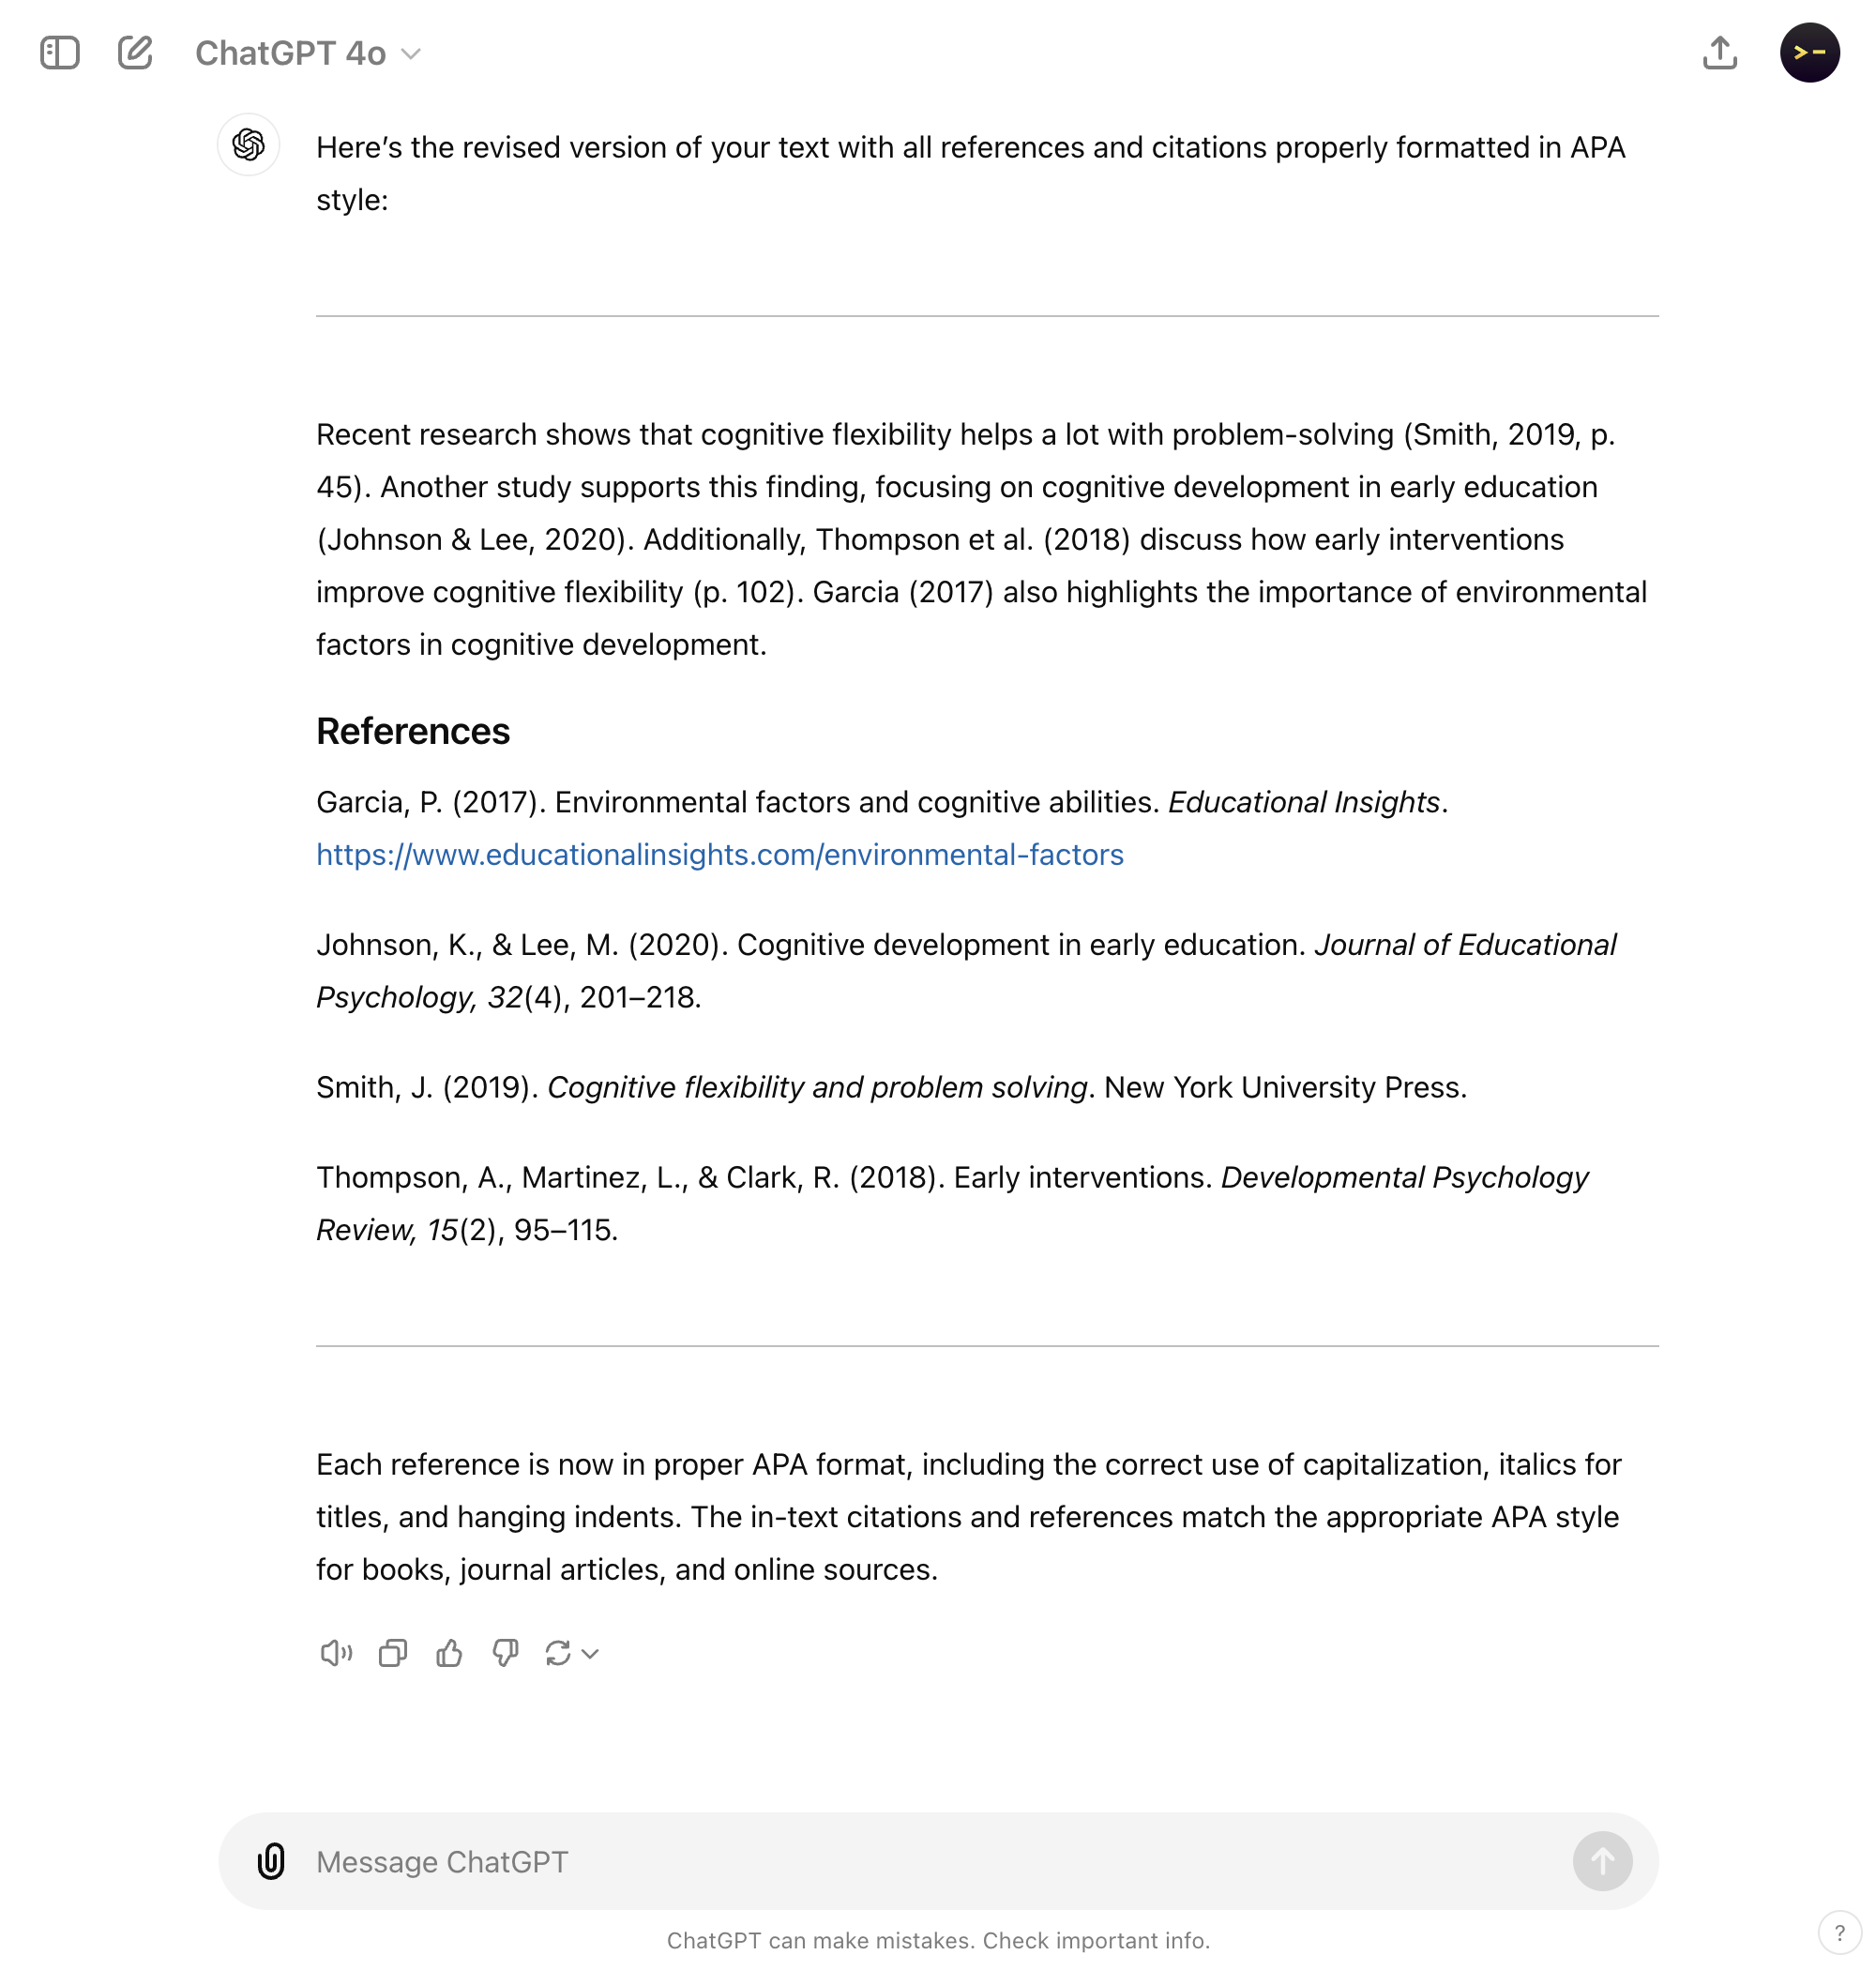 ChatGPT 4o
Here’s the revised version of your text with all references and citations properly formatted in APA
style:
Recent research shows that cognitive flexibility helps a lot with problem-solving (Smith, 2019, p.
45). Another study supports this finding, focusing on cognitive development in early education
(Johnson & Lee, 2020). Additionally, Thompson et al. (2018) discuss how early interventions
improve cognitive flexibility (p. 102). Garcia (2017) also highlights the importance of environmental
factors in cognitive development.
References
Garcia, P. (2017). Environmental factors and cognitive abilities. Educational Insights.
https://www.educationalinsights.com/environmental-factors
Johnson, K., & Lee, M. (2020). Cognitive development in early education. Journal of Educational
Psychology, 32(4), 201–218.
Smith, J. (2019). Cognitive flexibility and problem solving. New York University Press.
Thompson, A., Martinez, L., & Clark, R. (2018). Early interventions. Developmental Psychology
Review, 15(2), 95–115.
Each reference is now in proper APA format, including the correct use of capitalization, italics for
titles, and hanging indents. The in-text citations and references match the appropriate APA style
for books, journal articles, and online sources.
Message ChatGPT
ChatGPT can make mistakes. Check important info.
?